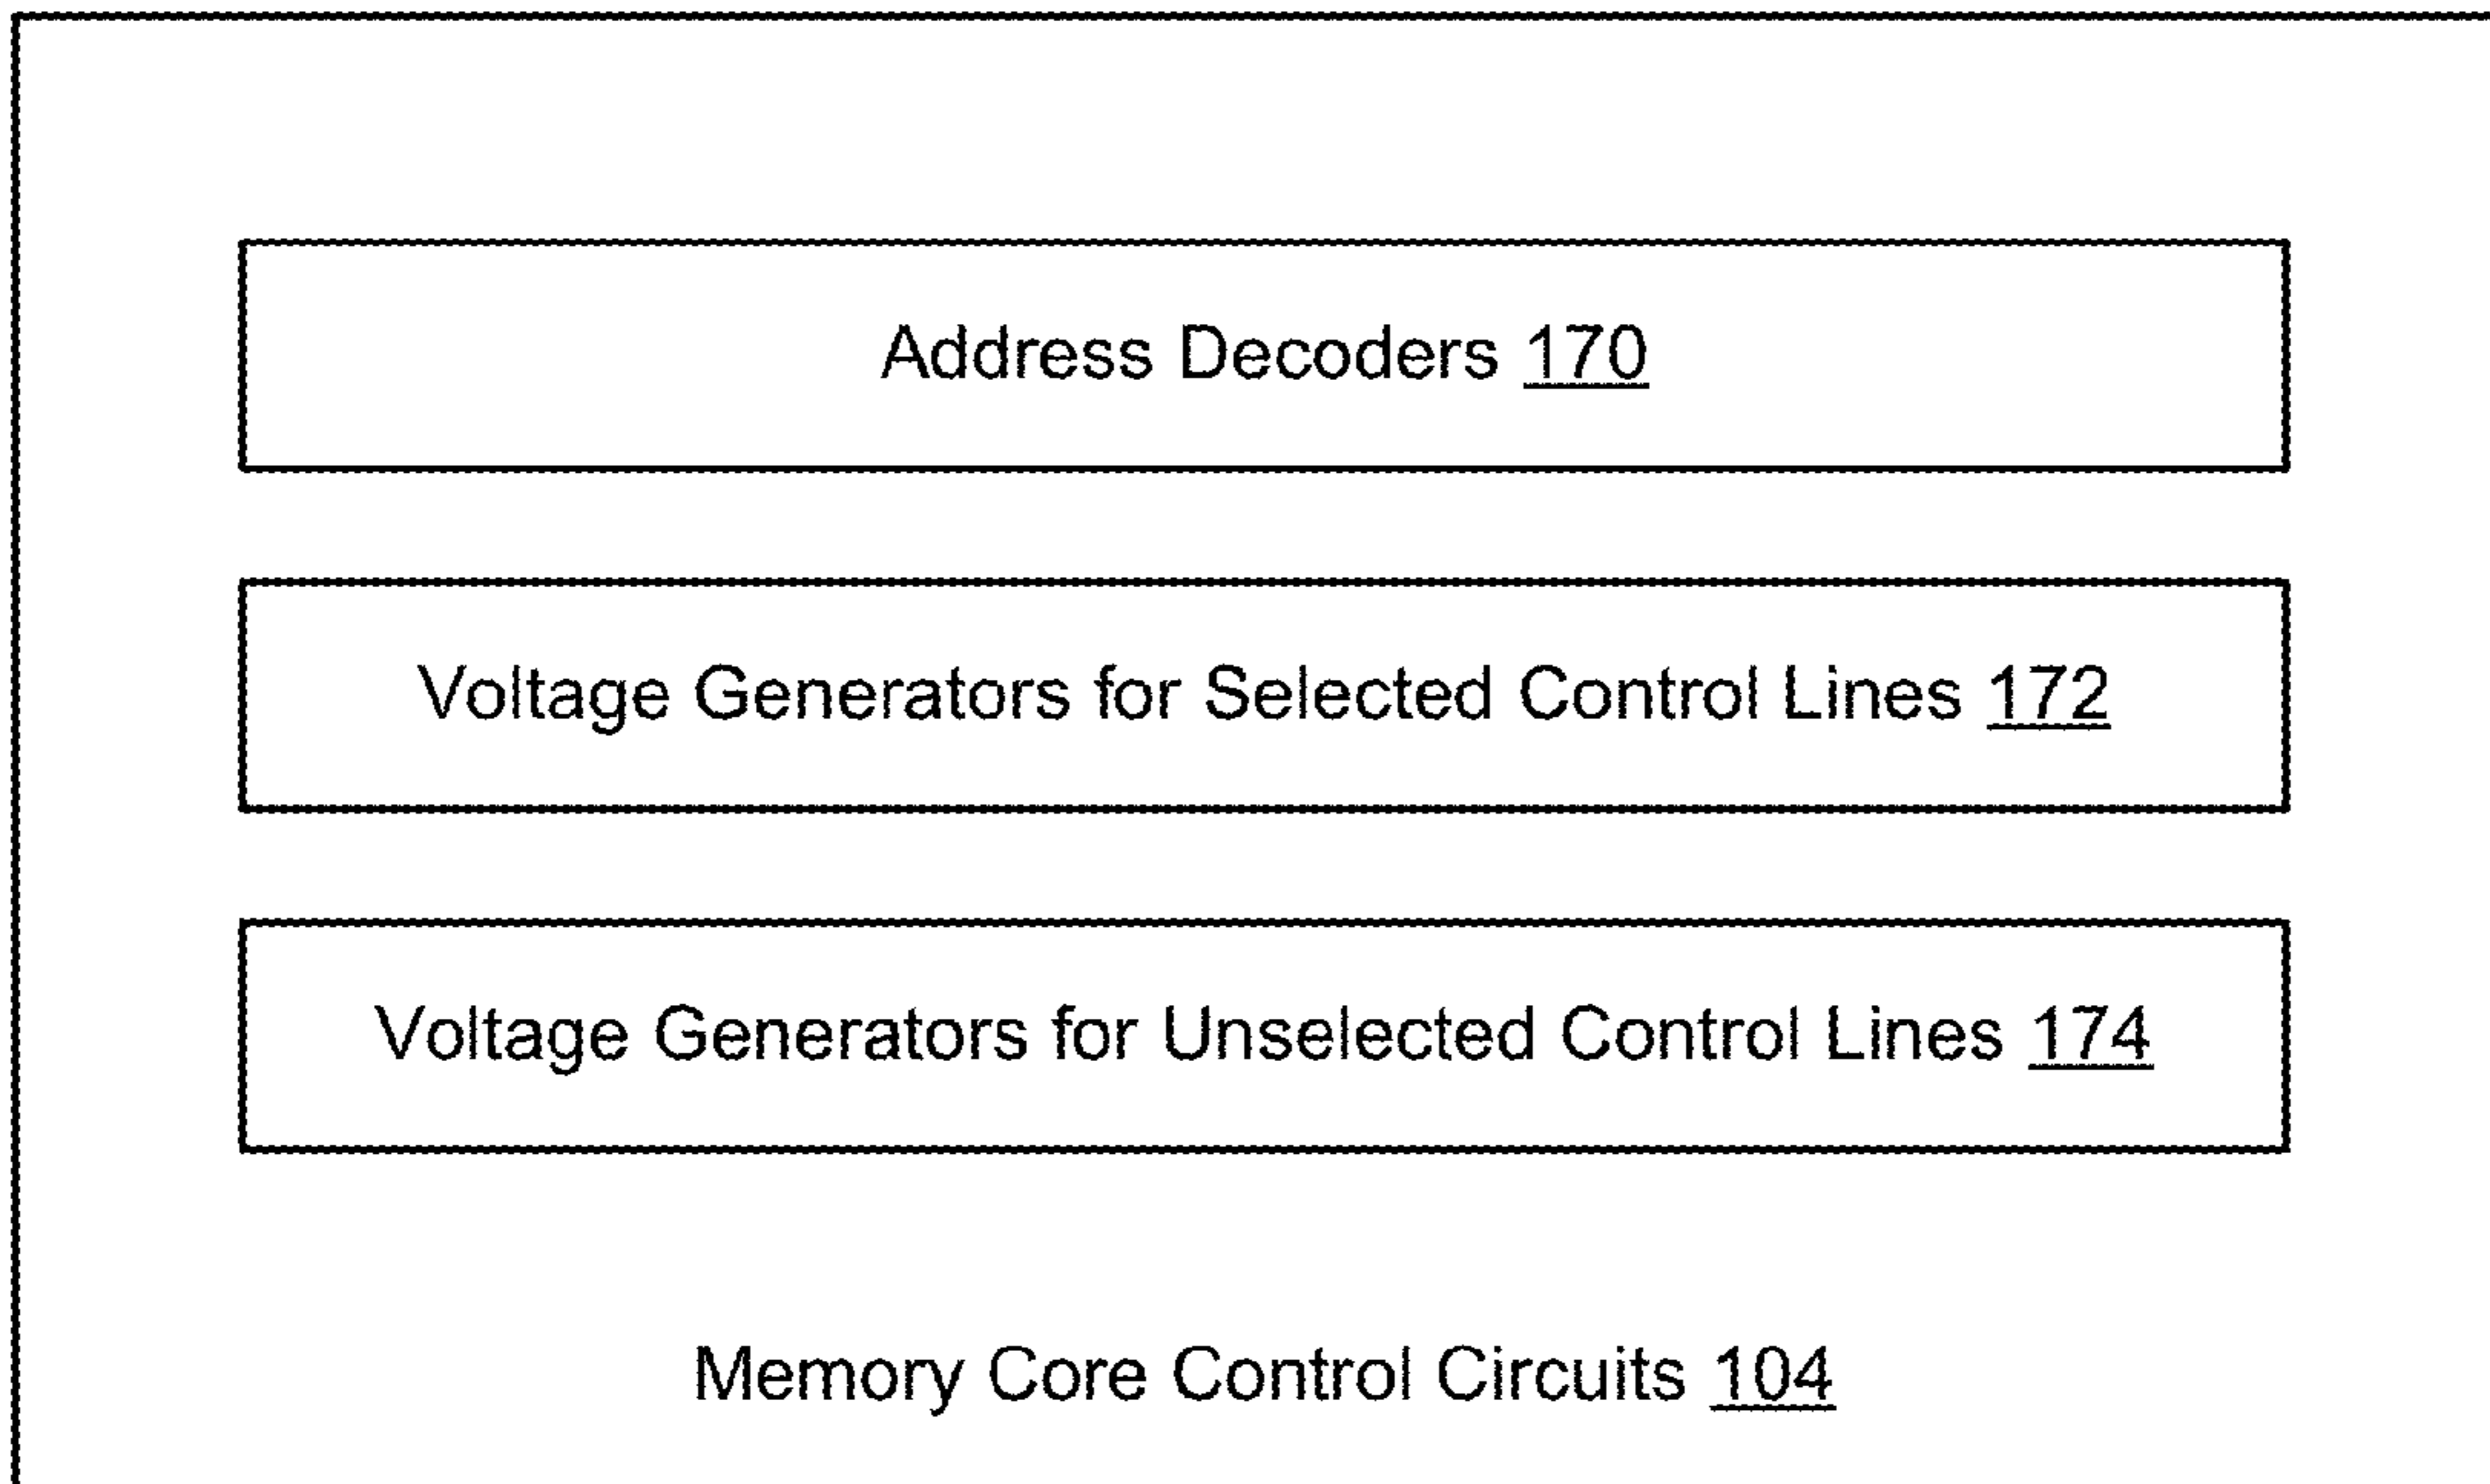 Address Decoders 170
Voltage Generators for Selected Control Lines 172
Voltage Generators for Unselected Control Lines 174
Memory Core Control Circuits 104